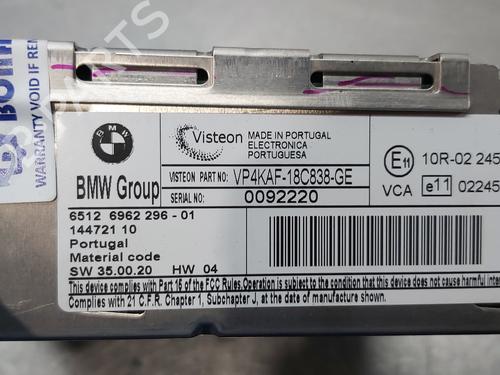 WARRANTY VOID IF REM
BMW
BMW Group
Visteon
MADE IN PORTUGAL
ELECTRONICA
PORTUGUESA
VISTEON PART NO: VP4KAF-18C838-GE
SERIAL NO: 0092220
E11 10R-02 245
VCA e11 02245
6512 6962 296-01
144721 10
Portugal
Material code
SW 35.00.20 HW 04
This device complies with Part 15 of the FCC Rules.Operation is subject to the condition that this device does not cause harmful inte
Complies with 21 C.F.R. Chapter 1, Subchapter J, at the date of manufacture.